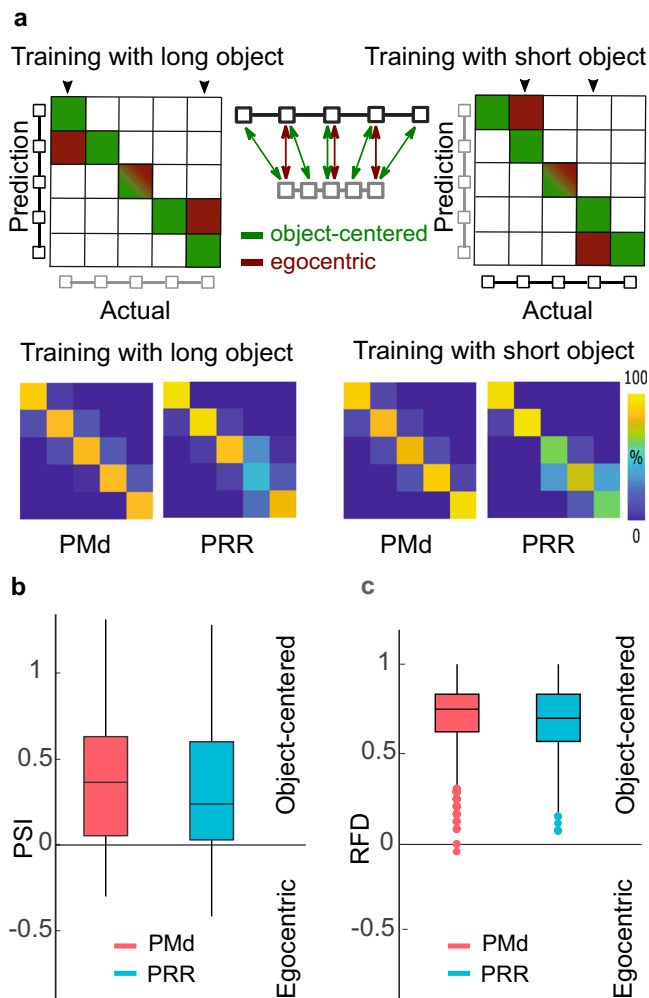 a
Training with long object
Training with short object
Prediction
Actual
object-centered
egocentric
Prediction
Actual
Training with long object
Training with short object
PMd
PRR
PMd
PRR
100
%
0
b
1
0.5
0
-0.5
PSI
Object-centered
Egocentric
PMd
PRR
c
1
0.5
0
-0.5
RFD
Object-centered
Egocentric
PMd
PRR